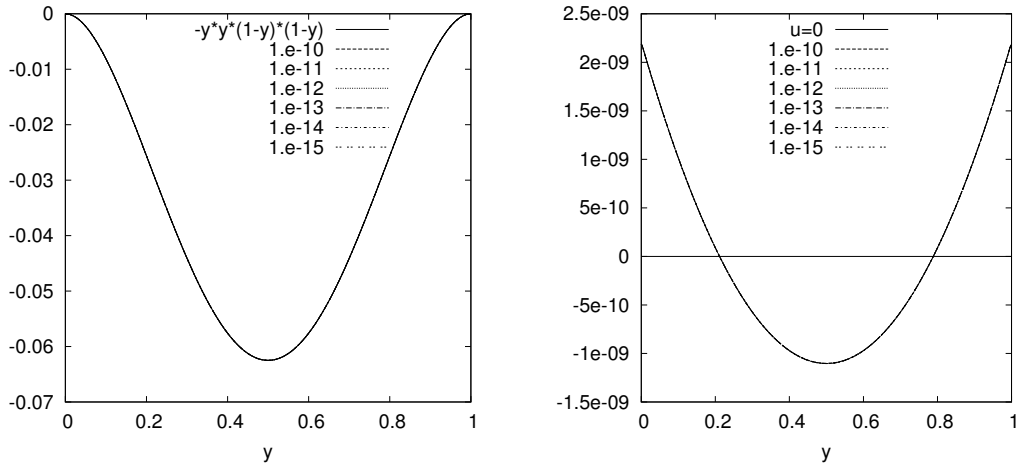 0
-0.01
-0.02
-0.03
-0.04
-0.05
-0.06
-0.07
0
0.2
0.4
0.6
0.8
1
y
-y*y*(1-y)*(1-y)
1.e-10
1.e-11
1.e-12
1.e-13
1.e-14
1.e-15
2.5e-09
2e-09
1.5e-09
1e-09
5e-10
0
-5e-10
-1e-09
-1.5e-09
0
0.2
0.4
0.6
0.8
1
y
u=0
1.e-10
1.e-11
1.e-12
1.e-13
1.e-14
1.e-15